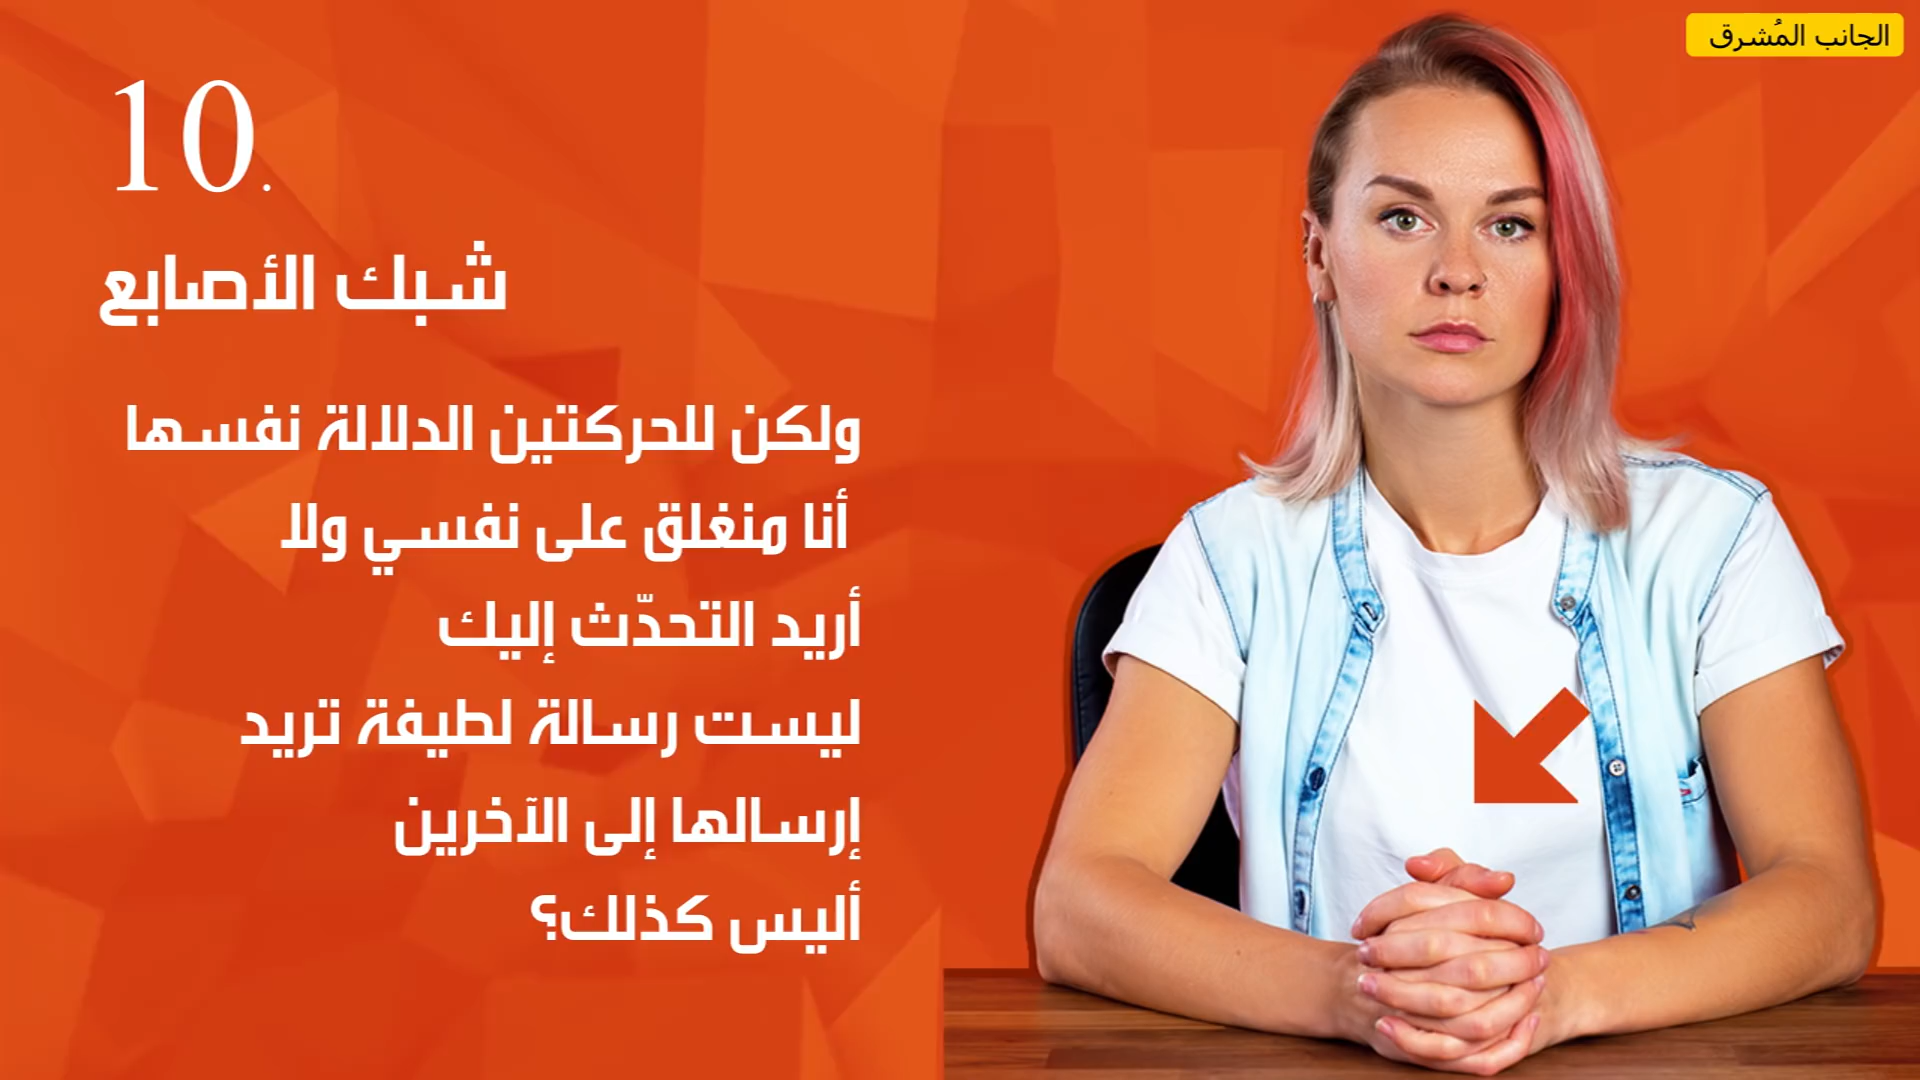 الجانب المُشرق
10.
شبك الأصابع
ولكن للحركتين الدلالة نفسها
أنا منغلق على نفسي ولا
أريد التحدّث إليك
ليست رسالة لطيفة تريد
إرسالها إلى الآخرين
أليس كذلك؟